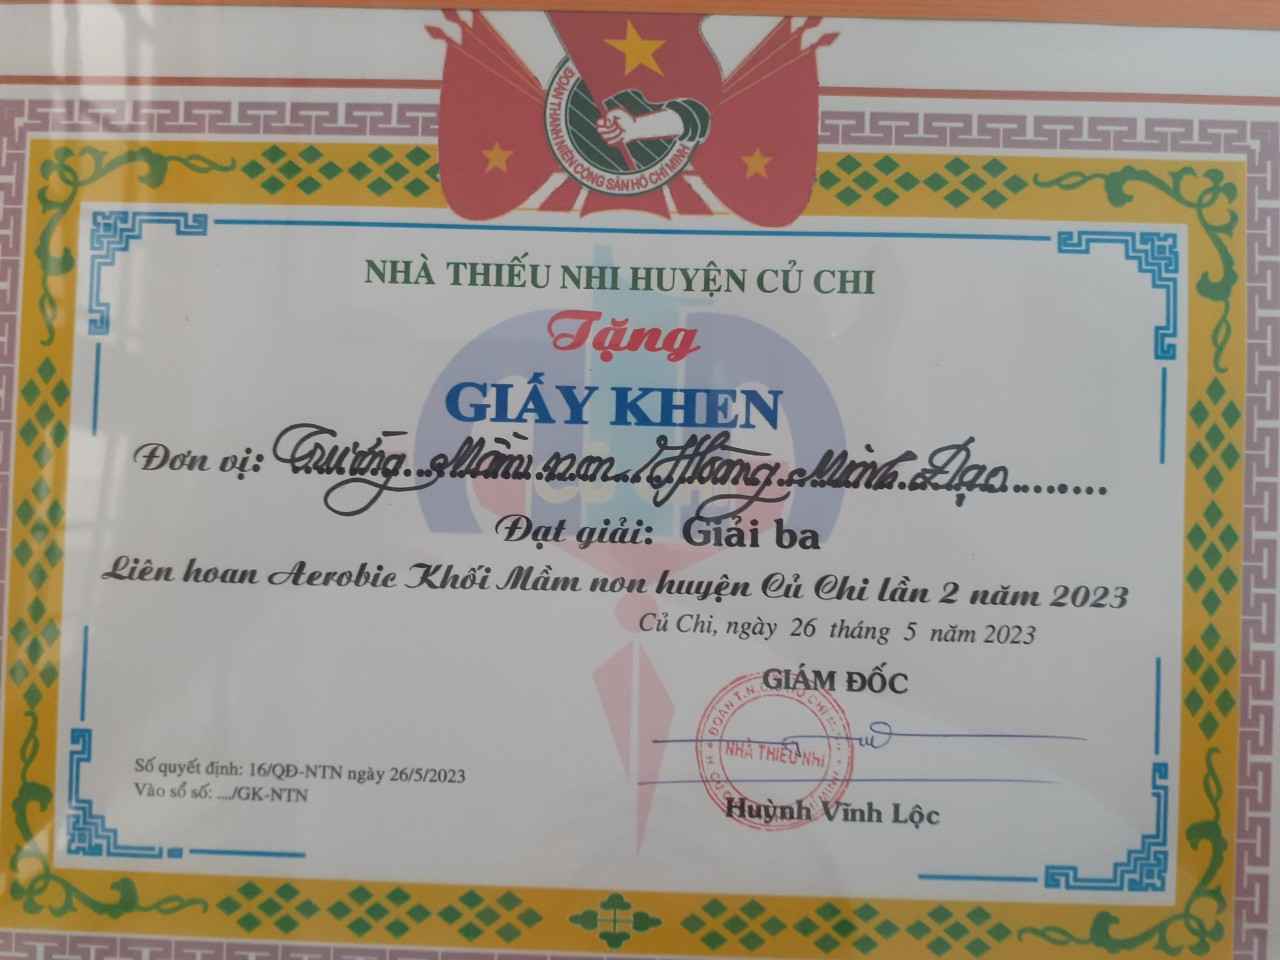 ĐOÀN THANH NIÊN CỘNG SẢN HỒ CHÍ MINH
NHÀ THIẾU NHI HUYỆN CỦ CHI
Tặng
GIẤY KHEN
Đơn vị: Trường Mầm non Hoàng Minh Đạo
Đạt giải: Giải ba
Liên hoan Aerobic Khối Mầm non huyện Củ Chi lần 2 năm 2023
Củ Chi, ngày 26 tháng 5 năm 2023
GIÁM ĐỐC
NHÀ THIẾU NHI
Huỳnh Vĩnh Lộc
Số quyết định: 16/QĐ-NTN ngày 26/5/2023
Vào sổ số: .../GK-NTN